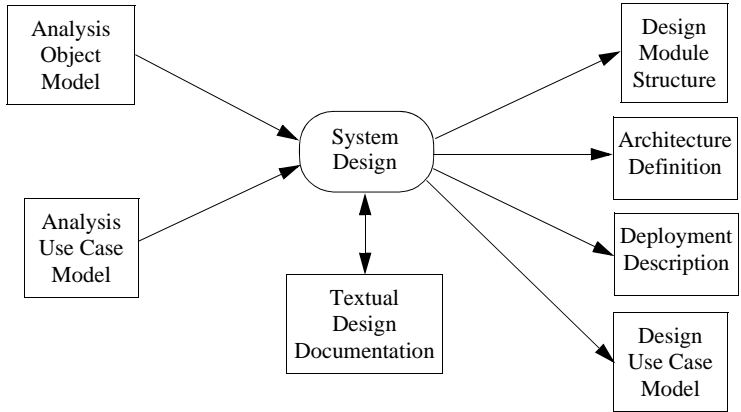 Analysis
Object
Model
Analysis
Use Case
Model
System
Design
Textual
Design
Documentation
Design
Module
Structure
Architecture
Definition
Deployment
Description
Design
Use Case
Model